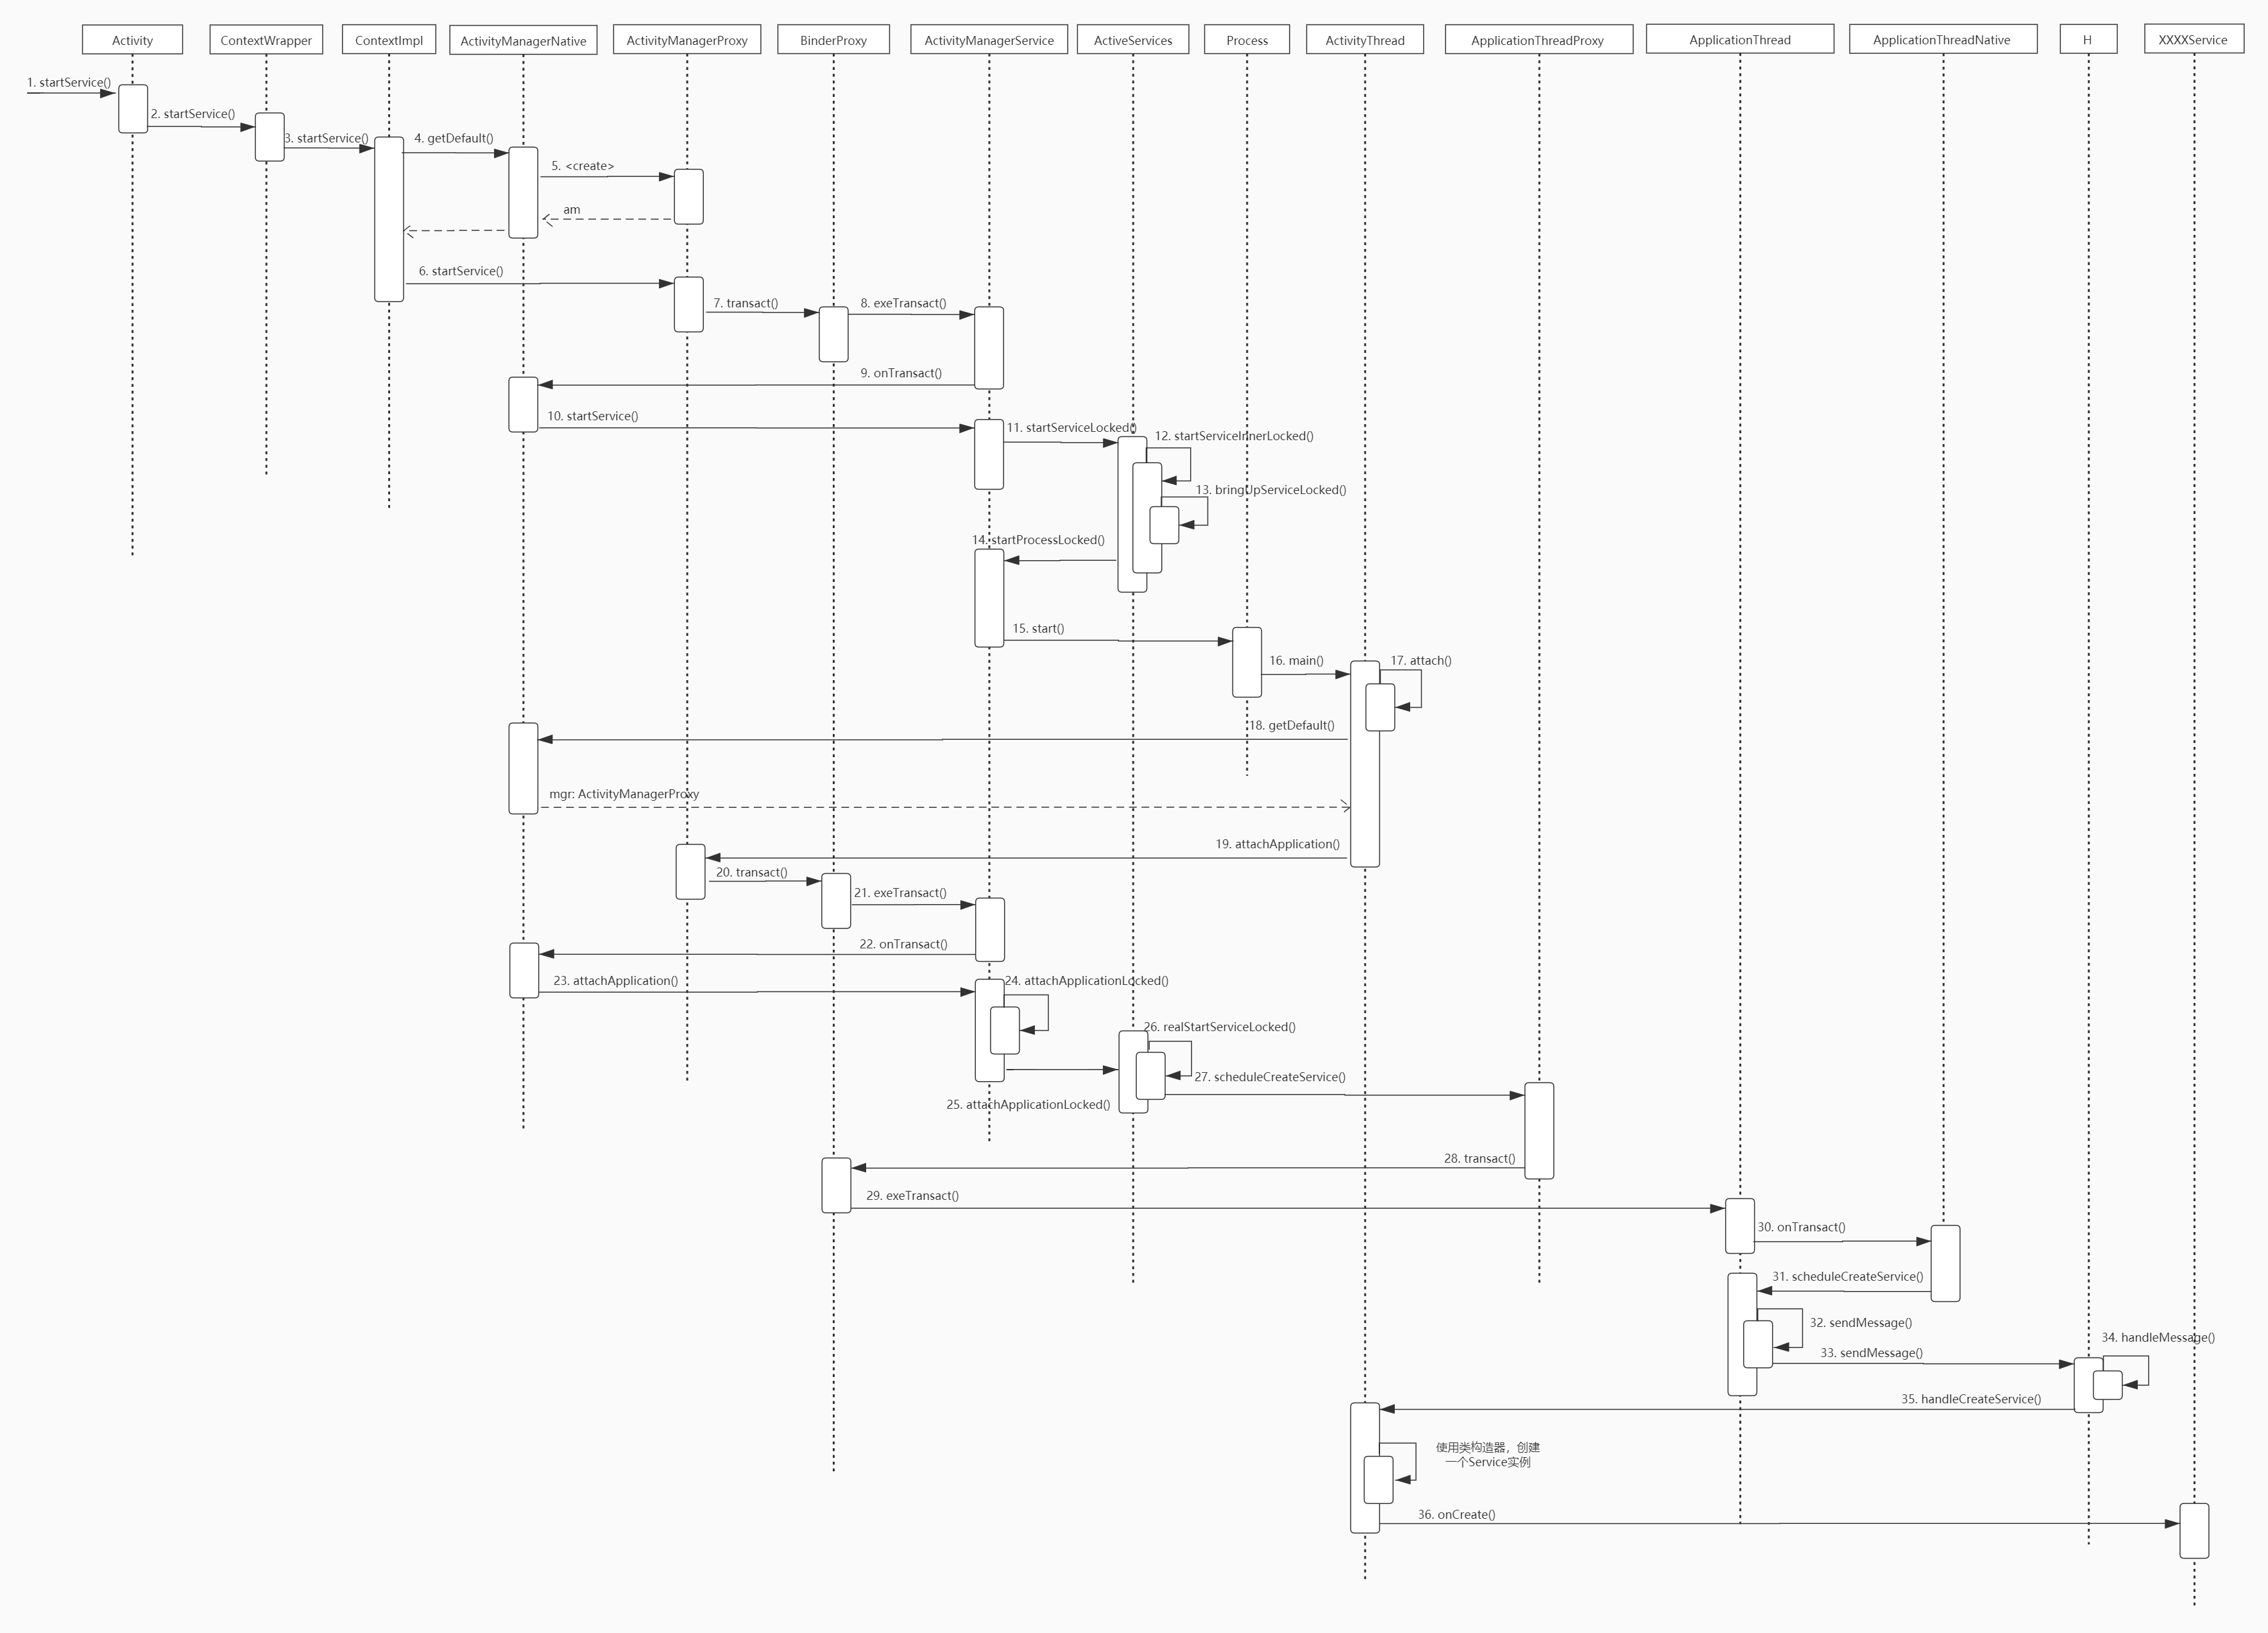 Activity
ContextWrapper
ContextImpl
ActivityManagerNative
ActivityManagerProxy
BinderProxy
ActivityManagerService
ActiveServices
Process
ActivityThread
ApplicationThreadProxy
ApplicationThread
ApplicationThreadNative
H
XXXXService
1. startService()
2. startService()
3. startService()
4. getDefault()
5. <create>
am
6. startService()
7. transact()
8. exeTransact()
9. onTransact()
10. startService()
11. startServiceLocked()
12. startServiceInnerLocked()
13. bringUpServiceLocked()
14. startProcessLocked()
15. start()
16. main()
17. attach()
18. getDefault()
mgr: ActivityManagerProxy
19. attachApplication()
20. transact()
21. exeTransact()
22. onTransact()
23. attachApplication()
24. attachApplicationLocked()
26. realStartServiceLocked()
27. scheduleCreateService()
25. attachApplicationLocked()
28. transact()
29. exeTransact()
30. onTransact()
31. scheduleCreateService()
32. sendMessage()
34. handleMessage()
33. sendMessage()
35. handleCreateService()
使用类构造器，创建
一个Service实例
36. onCreate()